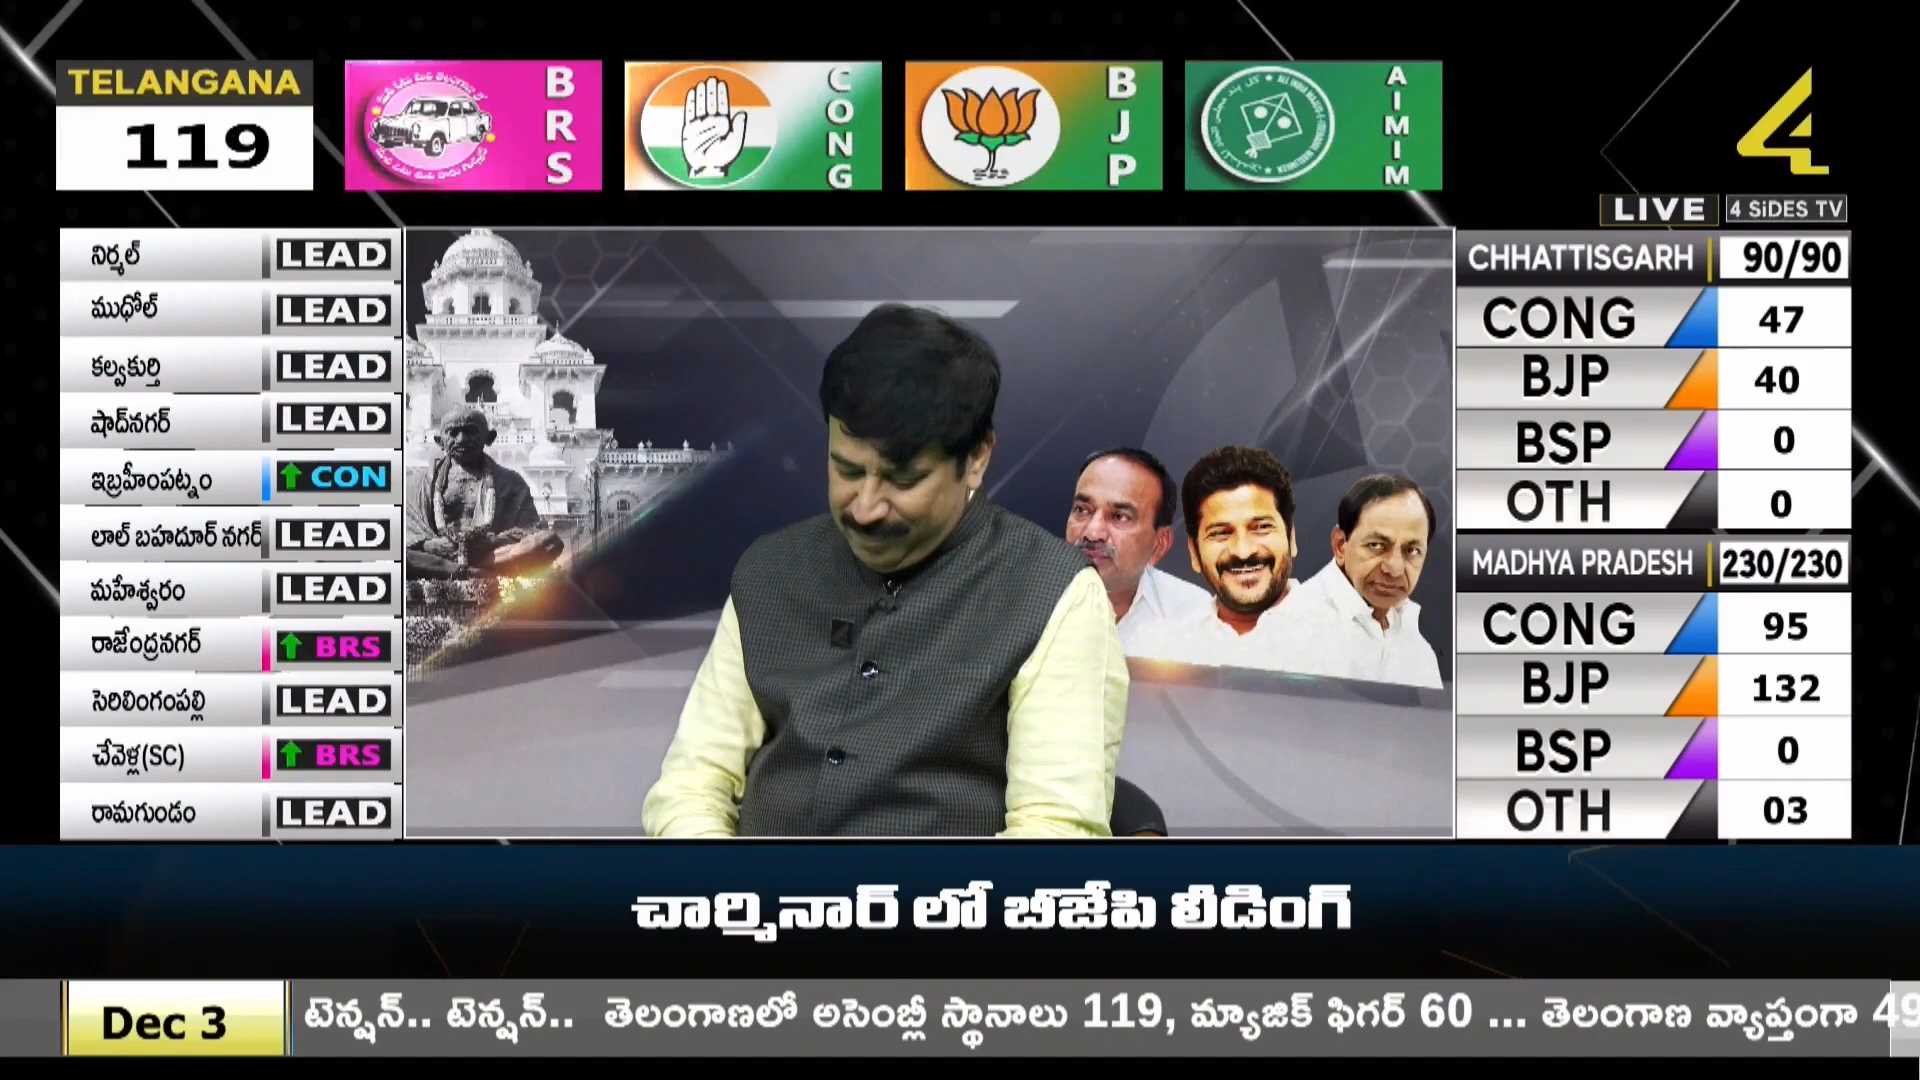 TELANGANA
119
BRS
CONG
BJP
AIMIM
4
LIVE
4 SiDES TV
నిర్మల్ LEAD
ముధోల్ LEAD
కల్వకుర్తి LEAD
షాద్‌నగర్ LEAD
ఇబ్రహీంపట్నం CON
లాల్ బహదూర్ నగర్ LEAD
మహేశ్వరం LEAD
రాజేంద్రనగర్ BRS
సెరిలింగంపల్లి LEAD
చేవెళ్ల(SC) BRS
రామగుండం LEAD
CHHATTISGARH 90/90
CONG 47
BJP 40
BSP 0
OTH 0
MADHYA PRADESH 230/230
CONG 95
BJP 132
BSP 0
OTH 03
చార్మినార్ లో బీజేపి లీడింగ్
Dec 3
టెన్షన్.. టెన్షన్.. తెలంగాణలో అసెంబ్లీ స్థానాలు 119, మ్యాజిక్ ఫిగర్ 60 ... తెలంగాణ వ్యాప్తంగా 49